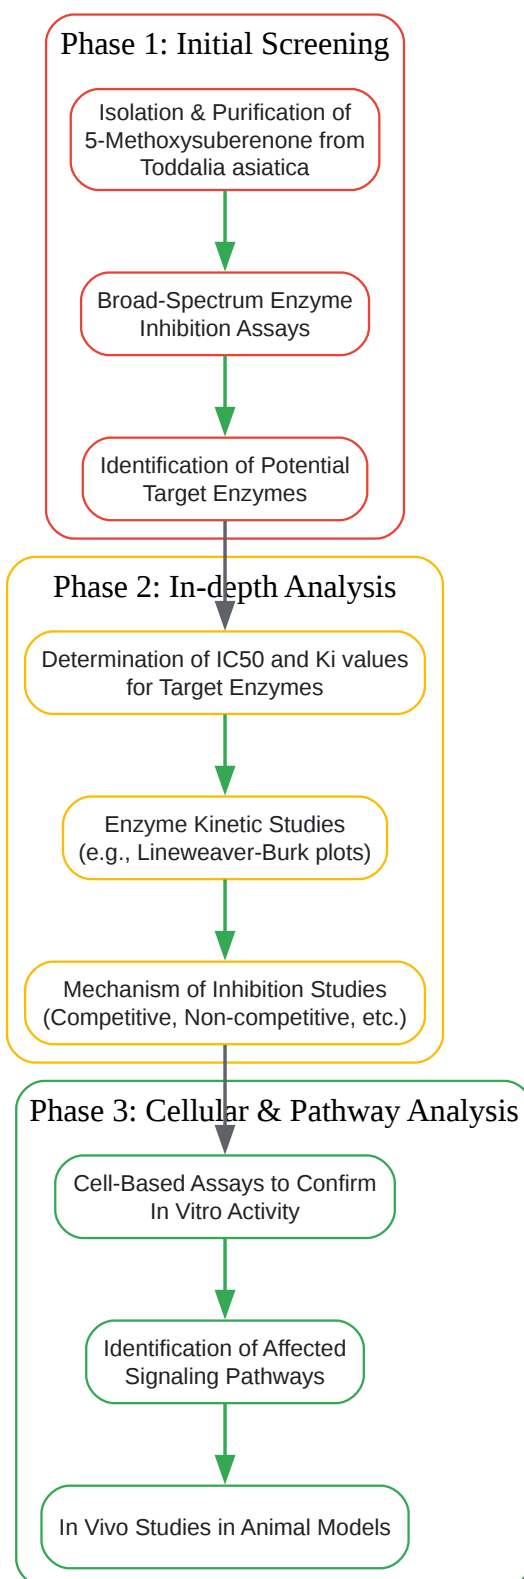 Phase 1: Initial Screening
Isolation & Purification of
5-Methoxysuberenone from
Toddalia asiatica
Broad-Spectrum Enzyme
Inhibition Assays
Identification of Potential
Target Enzymes
Phase 2: In-depth Analysis
Determination of IC50 and Ki values
for Target Enzymes
Enzyme Kinetic Studies
(e.g., Lineweaver-Burk plots)
Mechanism of Inhibition Studies
(Competitive, Non-competitive, etc.)
Phase 3: Cellular & Pathway Analysis
Cell-Based Assays to Confirm
In Vitro Activity
Identification of Affected
Signaling Pathways
In Vivo Studies in Animal Models